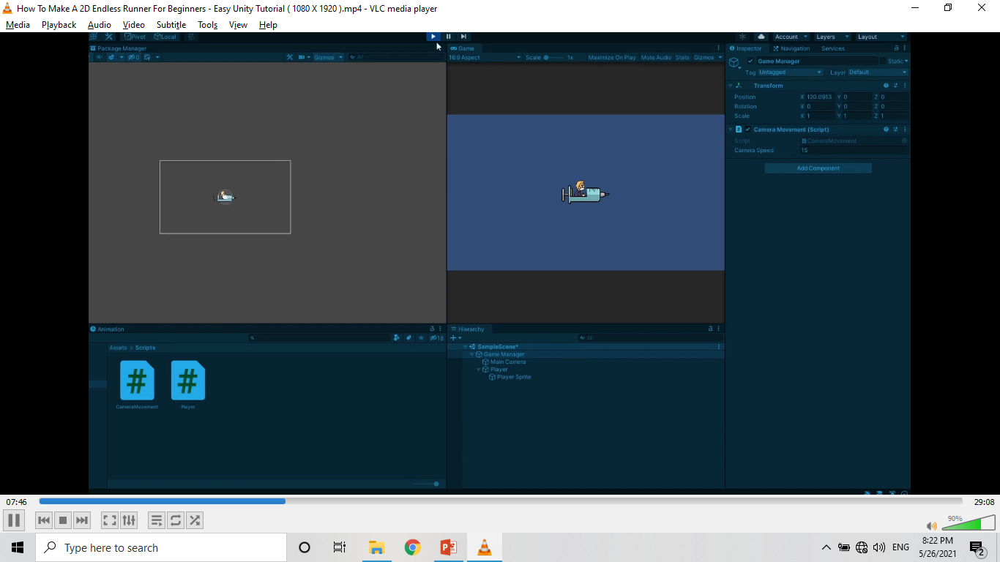 How To Make A 2D Endless Runner For Beginners - Easy Unity Tutorial ( 1080 X 1920 ).mp4 - VLC media player
Media Playback Audio Video Subtitle Tools View Help
Pivot Local Account Layers Layout
Package Manager Game Inspector Navigation Services
0 Gizmos All 16:9 Aspect Scale 1x Maximize On Play Mute Audio Stats Gizmos
Game Manager Static
Tag Untagged Layer Default
Transform
Position X 120.0913 Y 0 Z 0
Rotation X 0 Y 0 Z 0
Scale X 1 Y 1 Z 1
Camera Movement (Script)
Script CameraMovement
Camera Speed 15
Add Component
Animation Hierarchy
18 All
Assets > Scripts
SampleScene*
Game Manager
Main Camera
Player
Player Sprite
CameraMovement Player
07:46 29:08
90%
Type here to search
ENG
8:22 PM
5/26/2021
2